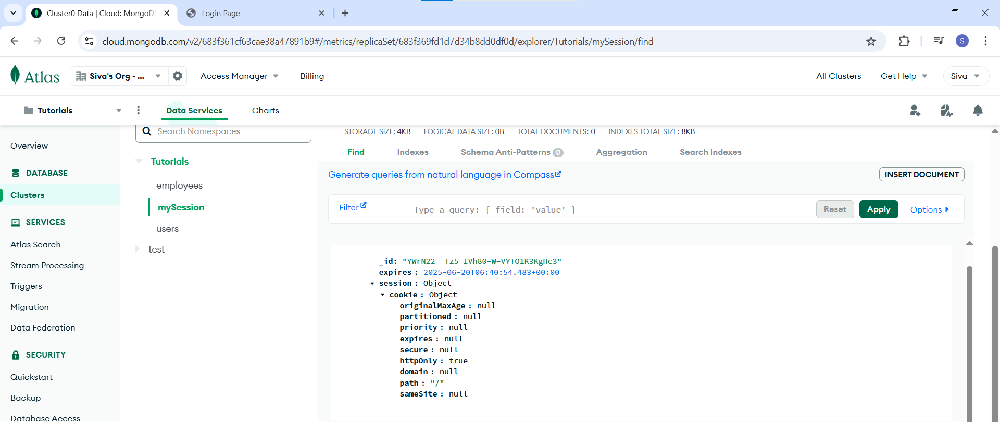 Cluster0 Data | Cloud: MongoD
Login Page
cloud.mongodb.com/v2/683f361cf63cae38a47891b9#/metrics/replicaSet/683f369fd1d7d34b8dd0df0d/explorer/Tutorials/mySession/find
S
Atlas
Siva's Org - ...
Access Manager
Billing
All Clusters
Get Help
Siva
Tutorials
Data Services
Charts
Overview
DATABASE
Clusters
SERVICES
Atlas Search
Stream Processing
Triggers
Migration
Data Federation
SECURITY
Quickstart
Backup
Database Access
Search Namespaces
Tutorials
employees
mySession
users
test
STORAGE SIZE: 4KB LOGICAL DATA SIZE: 0B TOTAL DOCUMENTS: 0 INDEXES TOTAL SIZE: 8KB
Find Indexes Schema Anti-Patterns 0 Aggregation Search Indexes
Generate queries from natural language in Compass
INSERT DOCUMENT
Filter
Type a query: { field: 'value' }
Reset
Apply
Options
_id: "YWrN22__Tz5_IVh80-W-VYTO1K3KgHc3"
expires : 2025-06-20T06:40:54.483+00:00
session : Object
cookie : Object
originalMaxAge : null
partitioned : null
priority : null
expires : null
secure : null
httpOnly : true
domain : null
path : "/"
sameSite : null